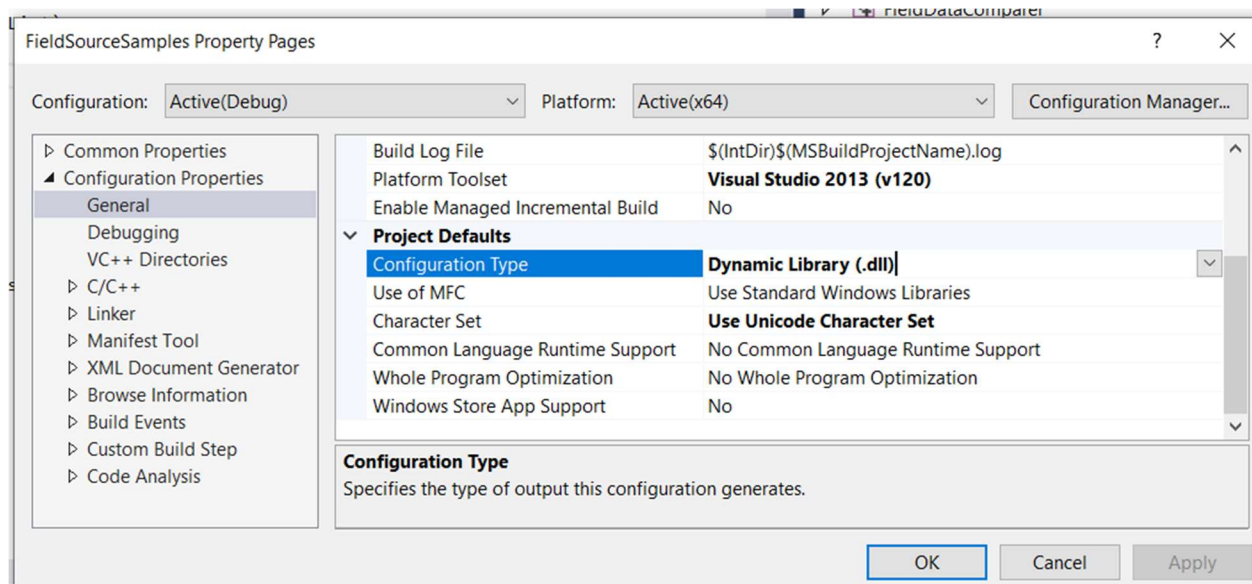 FieldDataComparer
FieldSourceSamples Property Pages
?
Configuration: Active(Debug) Platform: Active(x64) Configuration Manager...
Common Properties
Configuration Properties
General
Debugging
VC++ Directories
C/C++
Linker
Manifest Tool
XML Document Generator
Browse Information
Build Events
Custom Build Step
Code Analysis
Build Log File $(IntDir)$(MSBuildProjectName).log
Platform Toolset Visual Studio 2013 (v120)
Enable Managed Incremental Build No
Project Defaults
Configuration Type Dynamic Library (.dll)
Use of MFC Use Standard Windows Libraries
Character Set Use Unicode Character Set
Common Language Runtime Support No Common Language Runtime Support
Whole Program Optimization No Whole Program Optimization
Windows Store App Support No
Configuration Type
Specifies the type of output this configuration generates.
OK Cancel Apply